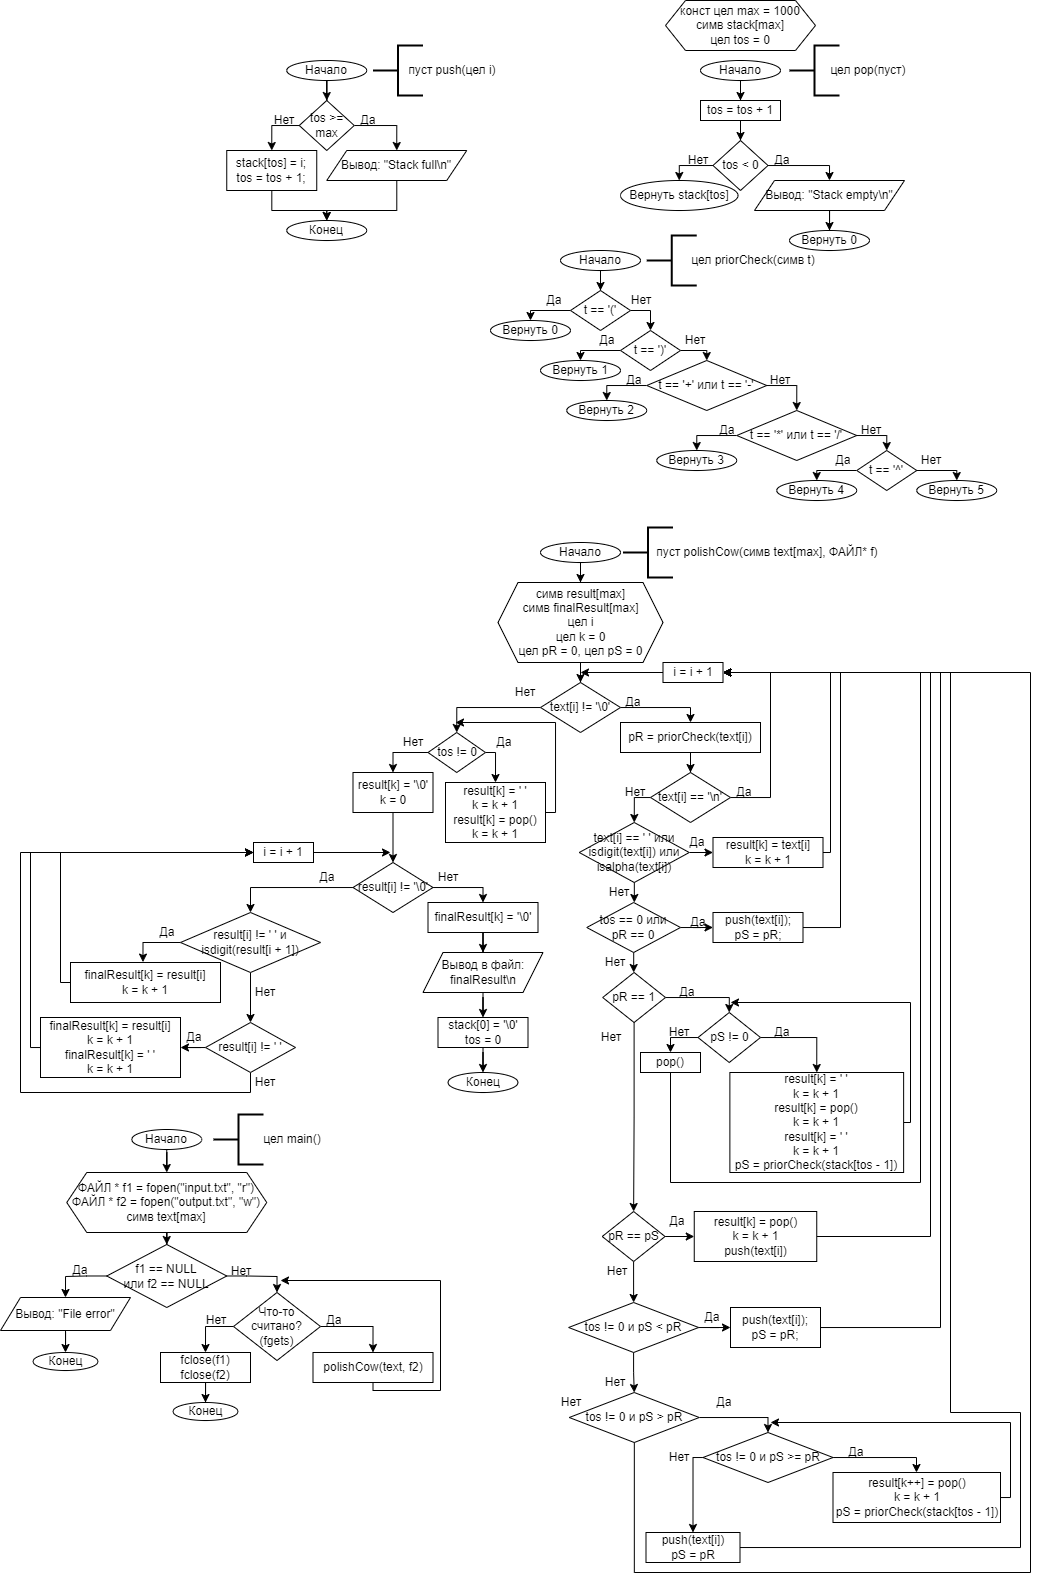 конст цел max = 1000
симв stack[max]
цел tos = 0
Начало
пуст push(цел i)
tos >=
max
Нет
Да
stack[tos] = i;
tos = tos + 1;
Вывод: "Stack full\n"
Конец
Начало
цел pop(пуст)
tos = tos + 1
tos < 0
Нет
Да
Вернуть stack[tos]
Вывод: "Stack empty\n"
Вернуть 0
Начало
цел priorCheck(симв t)
t == '('
Да
Нет
Вернуть 0
t == ')'
Да
Нет
Вернуть 1
t == '+' или t == '-'
Да
Нет
Вернуть 2
t == '*' или t == '/'
Да
Нет
Вернуть 3
t == '^'
Да
Нет
Вернуть 4
Вернуть 5
Начало
пуст polishCow(симв text[max], ФАЙЛ* f)
симв result[max]
симв finalResult[max]
цел i
цел k = 0
цел pR = 0, цел pS = 0
i = i + 1
text[i] != '\0'
Нет
Да
tos != 0
Нет
Да
result[k] = '\0'
k = 0
result[k] = ' '
k = k + 1
result[k] = pop()
k = k + 1
i = i + 1
result[i] != '\0'
Да
Нет
result[i] != ' ' и
isdigit(result[i + 1])
Да
Нет
finalResult[k] = result[i]
k = k + 1
result[i] != ' '
Да
Нет
finalResult[k] = result[i]
k = k + 1
finalResult[k] = ' '
k = k + 1
finalResult[k] = '\0'
Вывод в файл:
finalResult\n
stack[0] = '\0'
tos = 0
Конец
pR = priorCheck(text[i])
text[i] == '\n'
Нет
Да
text[i] == ' ' или
isdigit(text[i]) или
isalpha(text[i])
Да
Нет
result[k] = text[i]
k = k + 1
tos == 0 или
pR == 0
Да
Нет
push(text[i]);
pS = pR;
pR == 1
Да
Нет
pS != 0
Нет
Да
pop()
result[k] = ' '
k = k + 1
result[k] = pop()
k = k + 1
result[k] = ' '
k = k + 1
pS = priorCheck(stack[tos - 1])
pR == pS
Да
Нет
result[k] = pop()
k = k + 1
push(text[i])
tos != 0 и pS < pR
Да
Нет
push(text[i]);
pS = pR;
tos != 0 и pS > pR
Нет
Да
tos != 0 и pS >= pR
Нет
Да
result[k++] = pop()
k = k + 1
pS = priorCheck(stack[tos - 1])
push(text[i])
pS = pR
Начало
цел main()
ФАЙЛ * f1 = fopen("input.txt", "r")
ФАЙЛ * f2 = fopen("output.txt", "w")
симв text[max]
f1 == NULL
или f2 == NULL
Да
Нет
Вывод: "File error"
Конец
Что-то
считано?
(fgets)
Нет
Да
fclose(f1)
fclose(f2)
polishCow(text, f2)
Конец